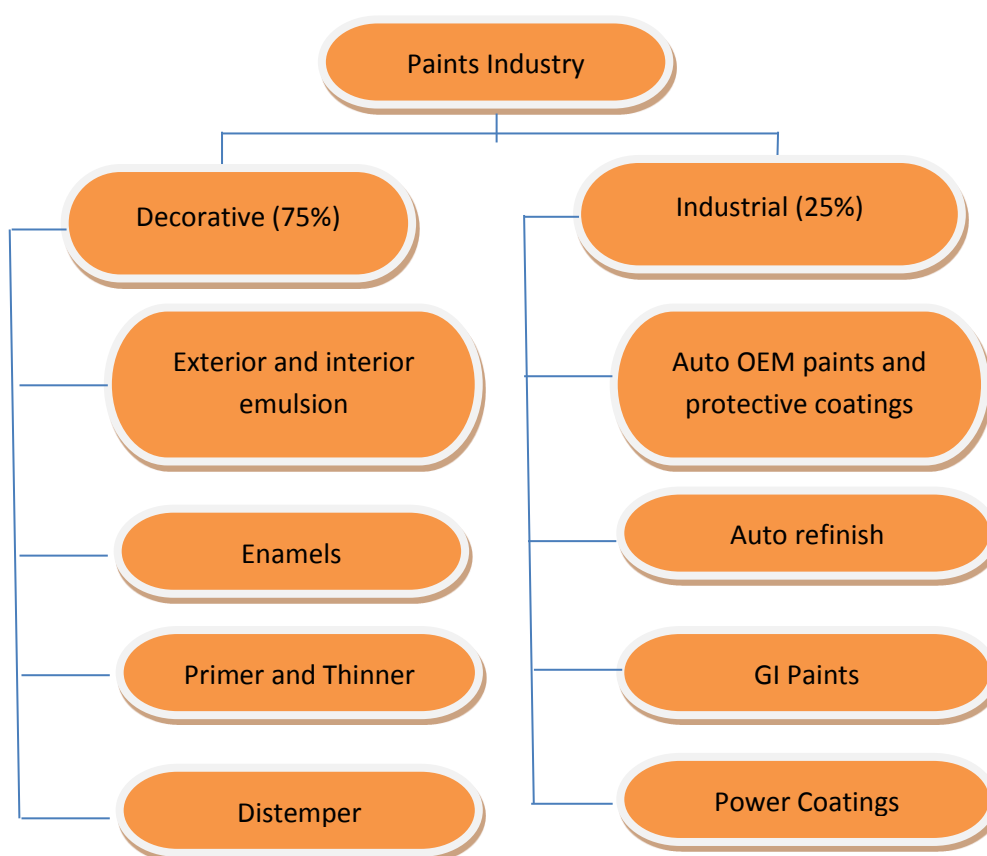 Paints Industry
Decorative (75%)
Industrial (25%)
Exterior and interior
emulsion
Auto OEM paints and
protective coatings
Enamels
Auto refinish
Primer and Thinner
GI Paints
Distemper
Power Coatings